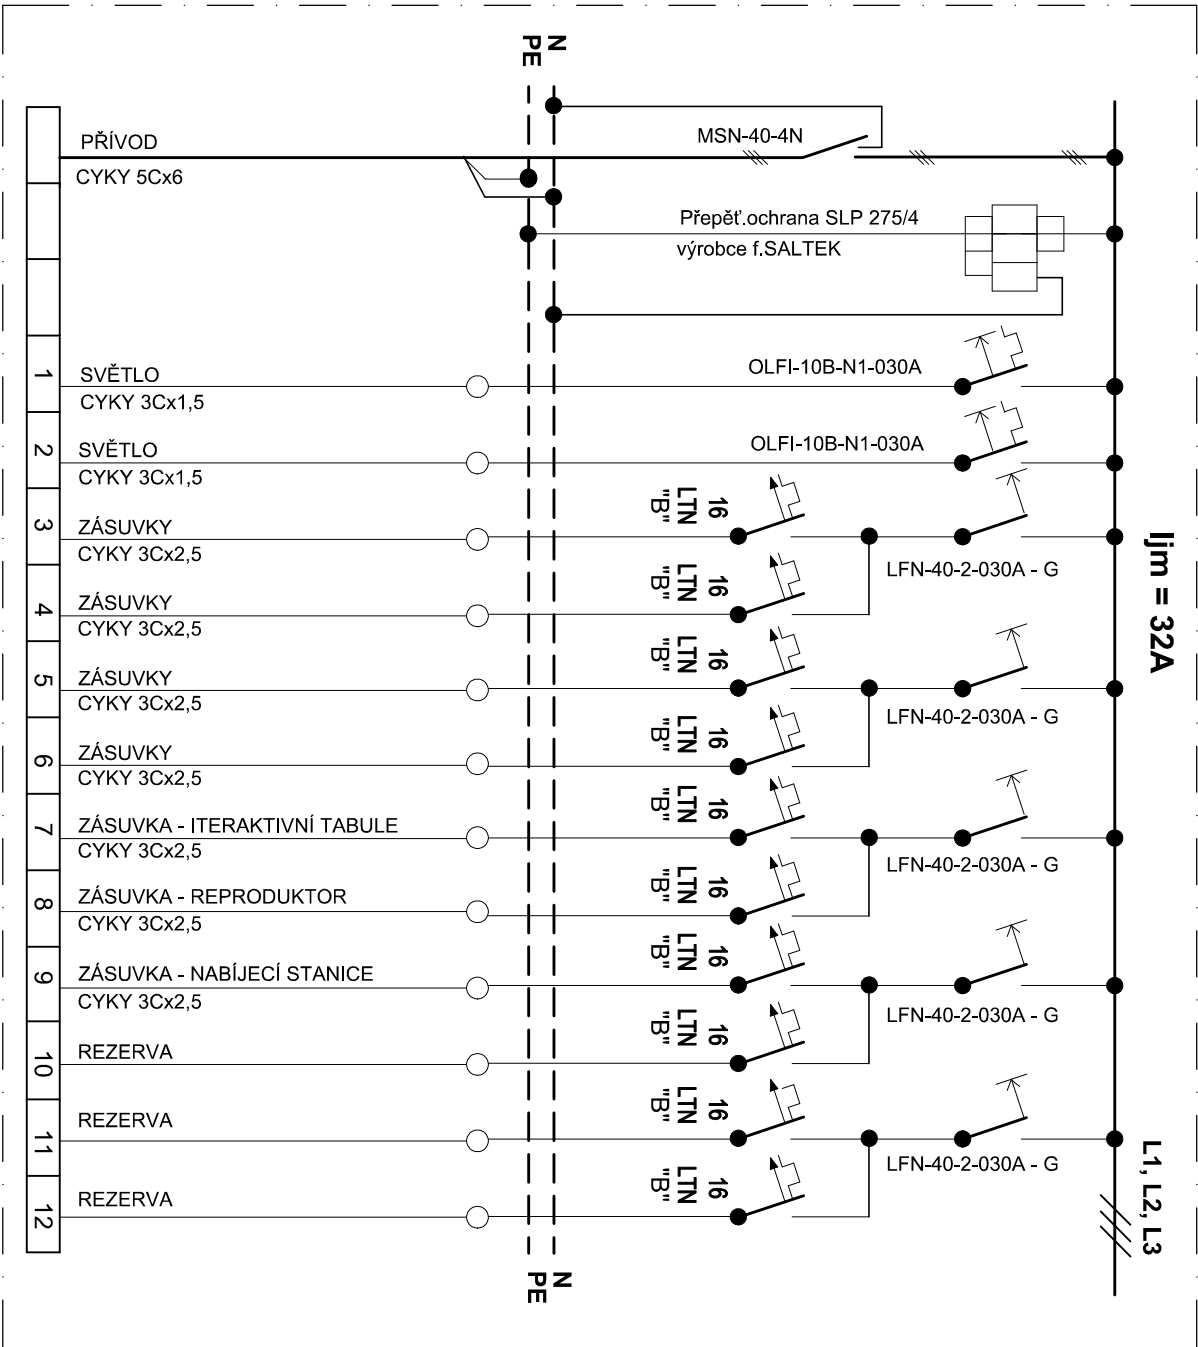 N
PE
PŘÍVOD
MSN-40-4N
CYKY 5Cx6
Přepěť.ochrana SLP 275/4
výrobce f.SALTEK
1
SVĚTLO
OLFI-10B-N1-030A
CYKY 3Cx1,5
2
SVĚTLO
OLFI-10B-N1-030A
CYKY 3Cx1,5
3
ZÁSUVKY
16
LTN
"B"
CYKY 3Cx2,5
LFN-40-2-030A - G
Ijm = 32A
4
ZÁSUVKY
16
LTN
"B"
CYKY 3Cx2,5
5
ZÁSUVKY
16
LTN
"B"
CYKY 3Cx2,5
LFN-40-2-030A - G
6
ZÁSUVKY
16
LTN
"B"
CYKY 3Cx2,5
7
ZÁSUVKA - ITERAKTIVNÍ TABULE
16
LTN
"B"
CYKY 3Cx2,5
LFN-40-2-030A - G
8
ZÁSUVKA - REPRODUKTOR
16
LTN
"B"
CYKY 3Cx2,5
9
ZÁSUVKA - NABÍJECÍ STANICE
16
LTN
"B"
CYKY 3Cx2,5
LFN-40-2-030A - G
10
REZERVA
16
LTN
"B"
11
REZERVA
16
LTN
"B"
LFN-40-2-030A - G
L1, L2, L3
12
REZERVA
16
LTN
"B"
N
PE